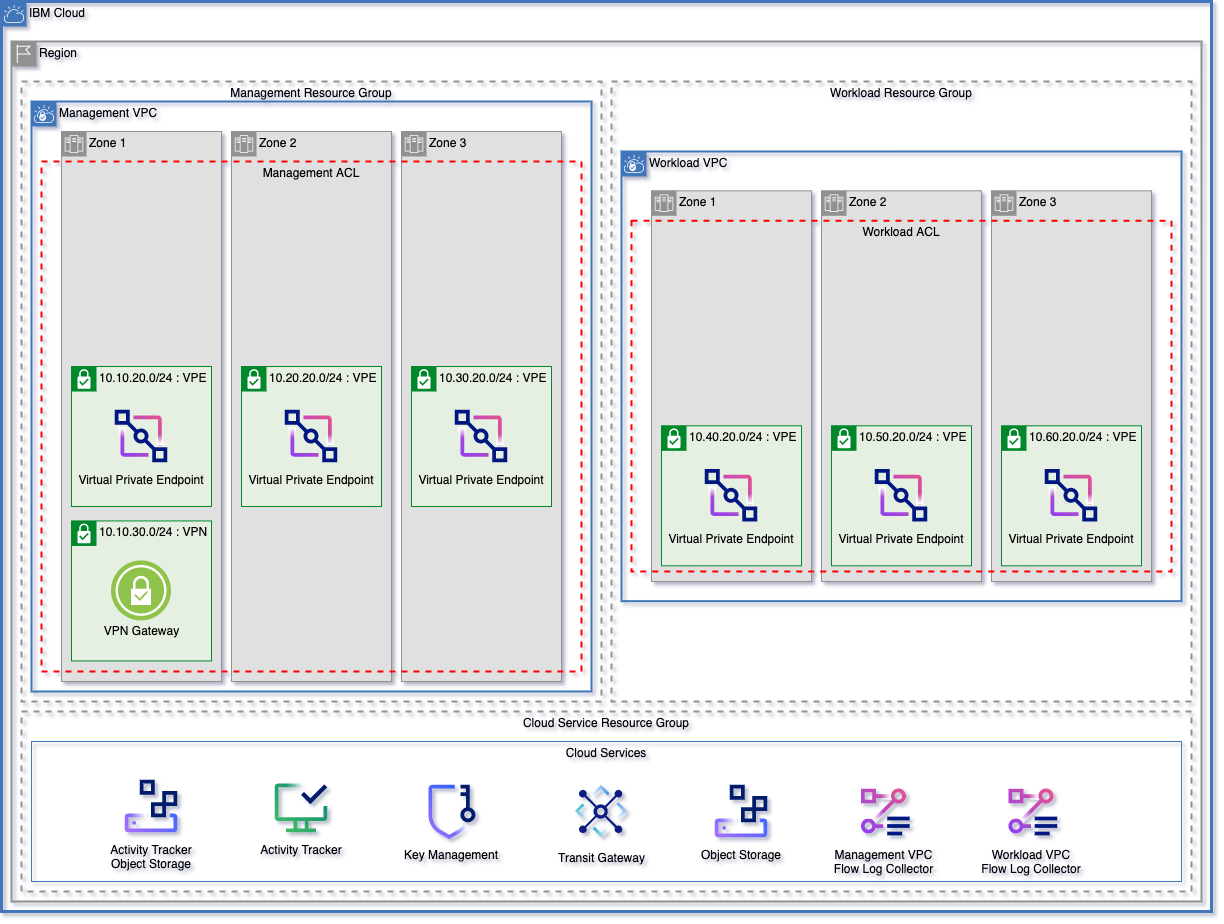 IBM Cloud
Region
Management Resource Group
Management VPC
Zone 1
Zone 2
Zone 3
Management ACL
10.10.20.0/24 : VPE
Virtual Private Endpoint
10.20.20.0/24 : VPE
Virtual Private Endpoint
10.30.20.0/24 : VPE
Virtual Private Endpoint
10.10.30.0/24 : VPN
VPN Gateway
Workload Resource Group
Workload VPC
Zone 1
Zone 2
Zone 3
Workload ACL
10.40.20.0/24 : VPE
Virtual Private Endpoint
10.50.20.0/24 : VPE
Virtual Private Endpoint
10.60.20.0/24 : VPE
Virtual Private Endpoint
Cloud Service Resource Group
Cloud Services
Activity Tracker
Object Storage
Activity Tracker
Key Management
Transit Gateway
Object Storage
Management VPC
Flow Log Collector
Workload VPC
Flow Log Collector